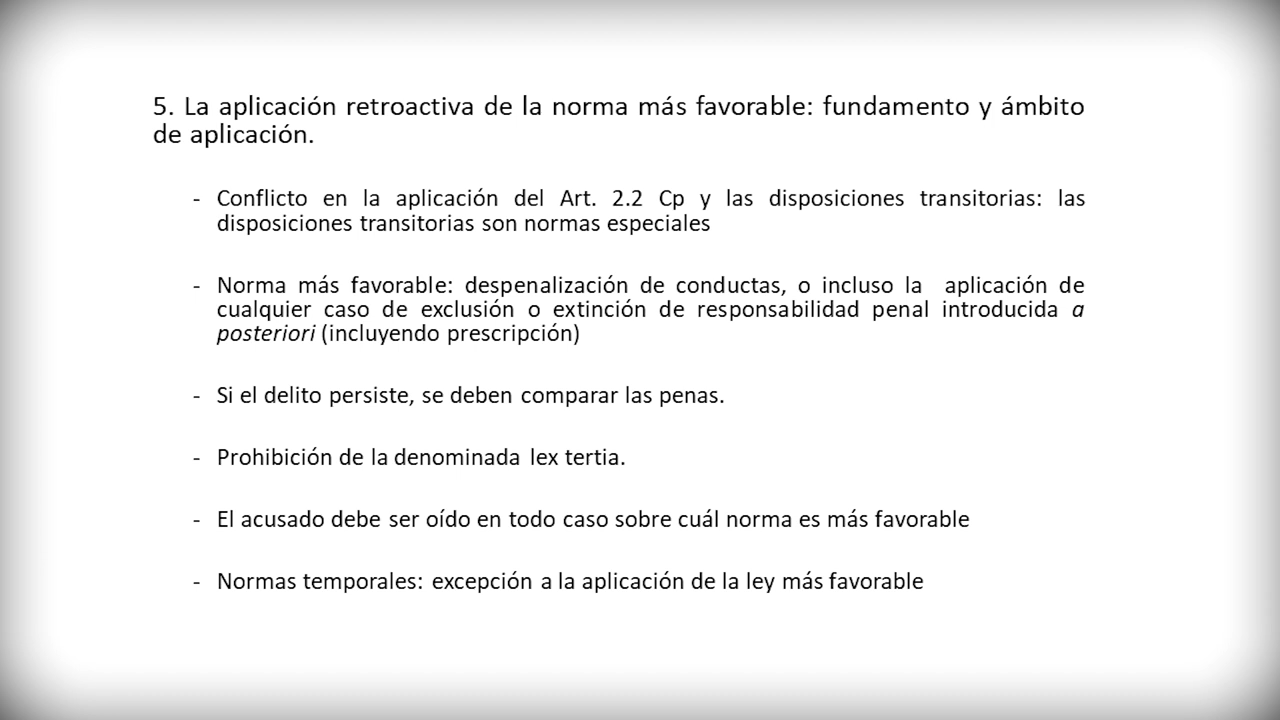 5. La aplicación retroactiva de la norma más favorable: fundamento y ámbito
de aplicación.
- Conflicto en la aplicación del Art. 2.2 Cp y las disposiciones transitorias: las
disposiciones transitorias son normas especiales
- Norma más favorable: despenalización de conductas, o incluso la aplicación de
cualquier caso de exclusión o extinción de responsabilidad penal introducida a
posteriori (incluyendo prescripción)
- Si el delito persiste, se deben comparar las penas.
- Prohibición de la denominada lex tertia.
- El acusado debe ser oído en todo caso sobre cuál norma es más favorable
- Normas temporales: excepción a la aplicación de la ley más favorable